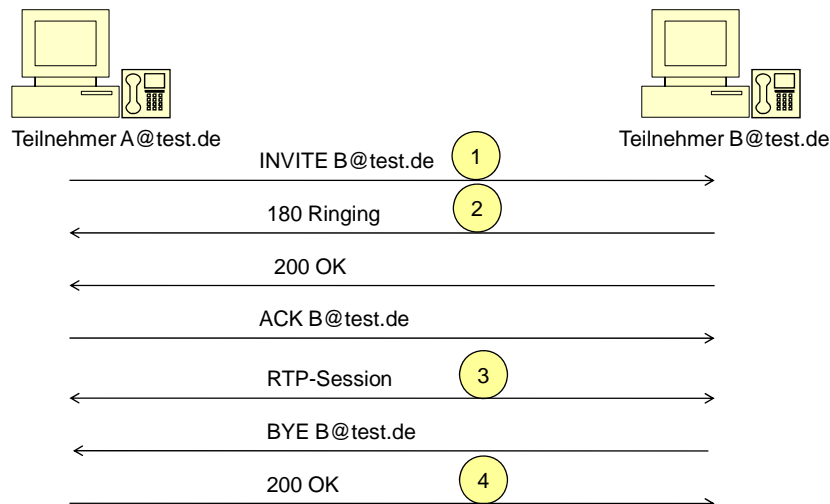 Teilnehmer A@test.de
Teilnehmer B@test.de
INVITE B@test.de
1
180 Ringing
2
200 OK
ACK B@test.de
RTP-Session
3
BYE B@test.de
200 OK
4